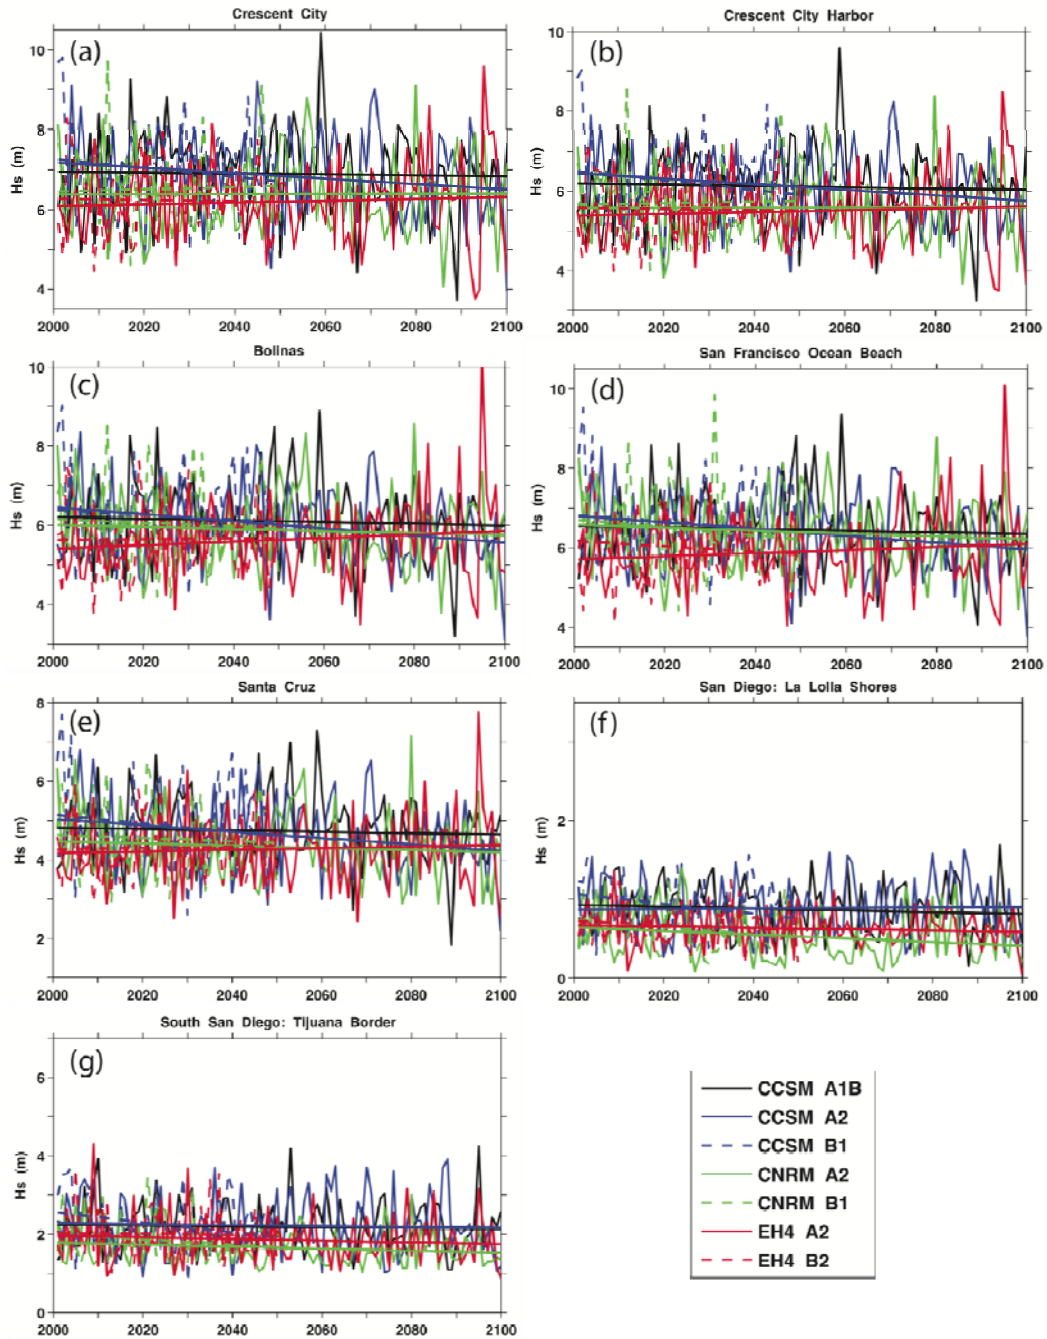 Crescent City
(a)
Hs (m)
10
8
6
4
2000 2020 2040 2060 2080 2100
Crescent City Harbor
(b)
Hs (m)
10
8
6
4
2000 2020 2040 2060 2080 2100
Bolinas
(c)
Hs (m)
10
8
6
4
2000 2020 2040 2060 2080 2100
San Francisco Ocean Beach
(d)
Hs (m)
10
8
6
4
2000 2020 2040 2060 2080 2100
Santa Cruz
(e)
Hs (m)
8
6
4
2
2000 2020 2040 2060 2080 2100
San Diego: La Lolla Shores
(f)
Hs (m)
2
0
2000 2020 2040 2060 2080 2100
South San Diego: Tijuana Border
(g)
Hs (m)
6
4
2
0
2000 2020 2040 2060 2080 2100
CCSM A1B
CCSM A2
CCSM B1
CNRM A2
CNRM B1
EH4 A2
EH4 B2